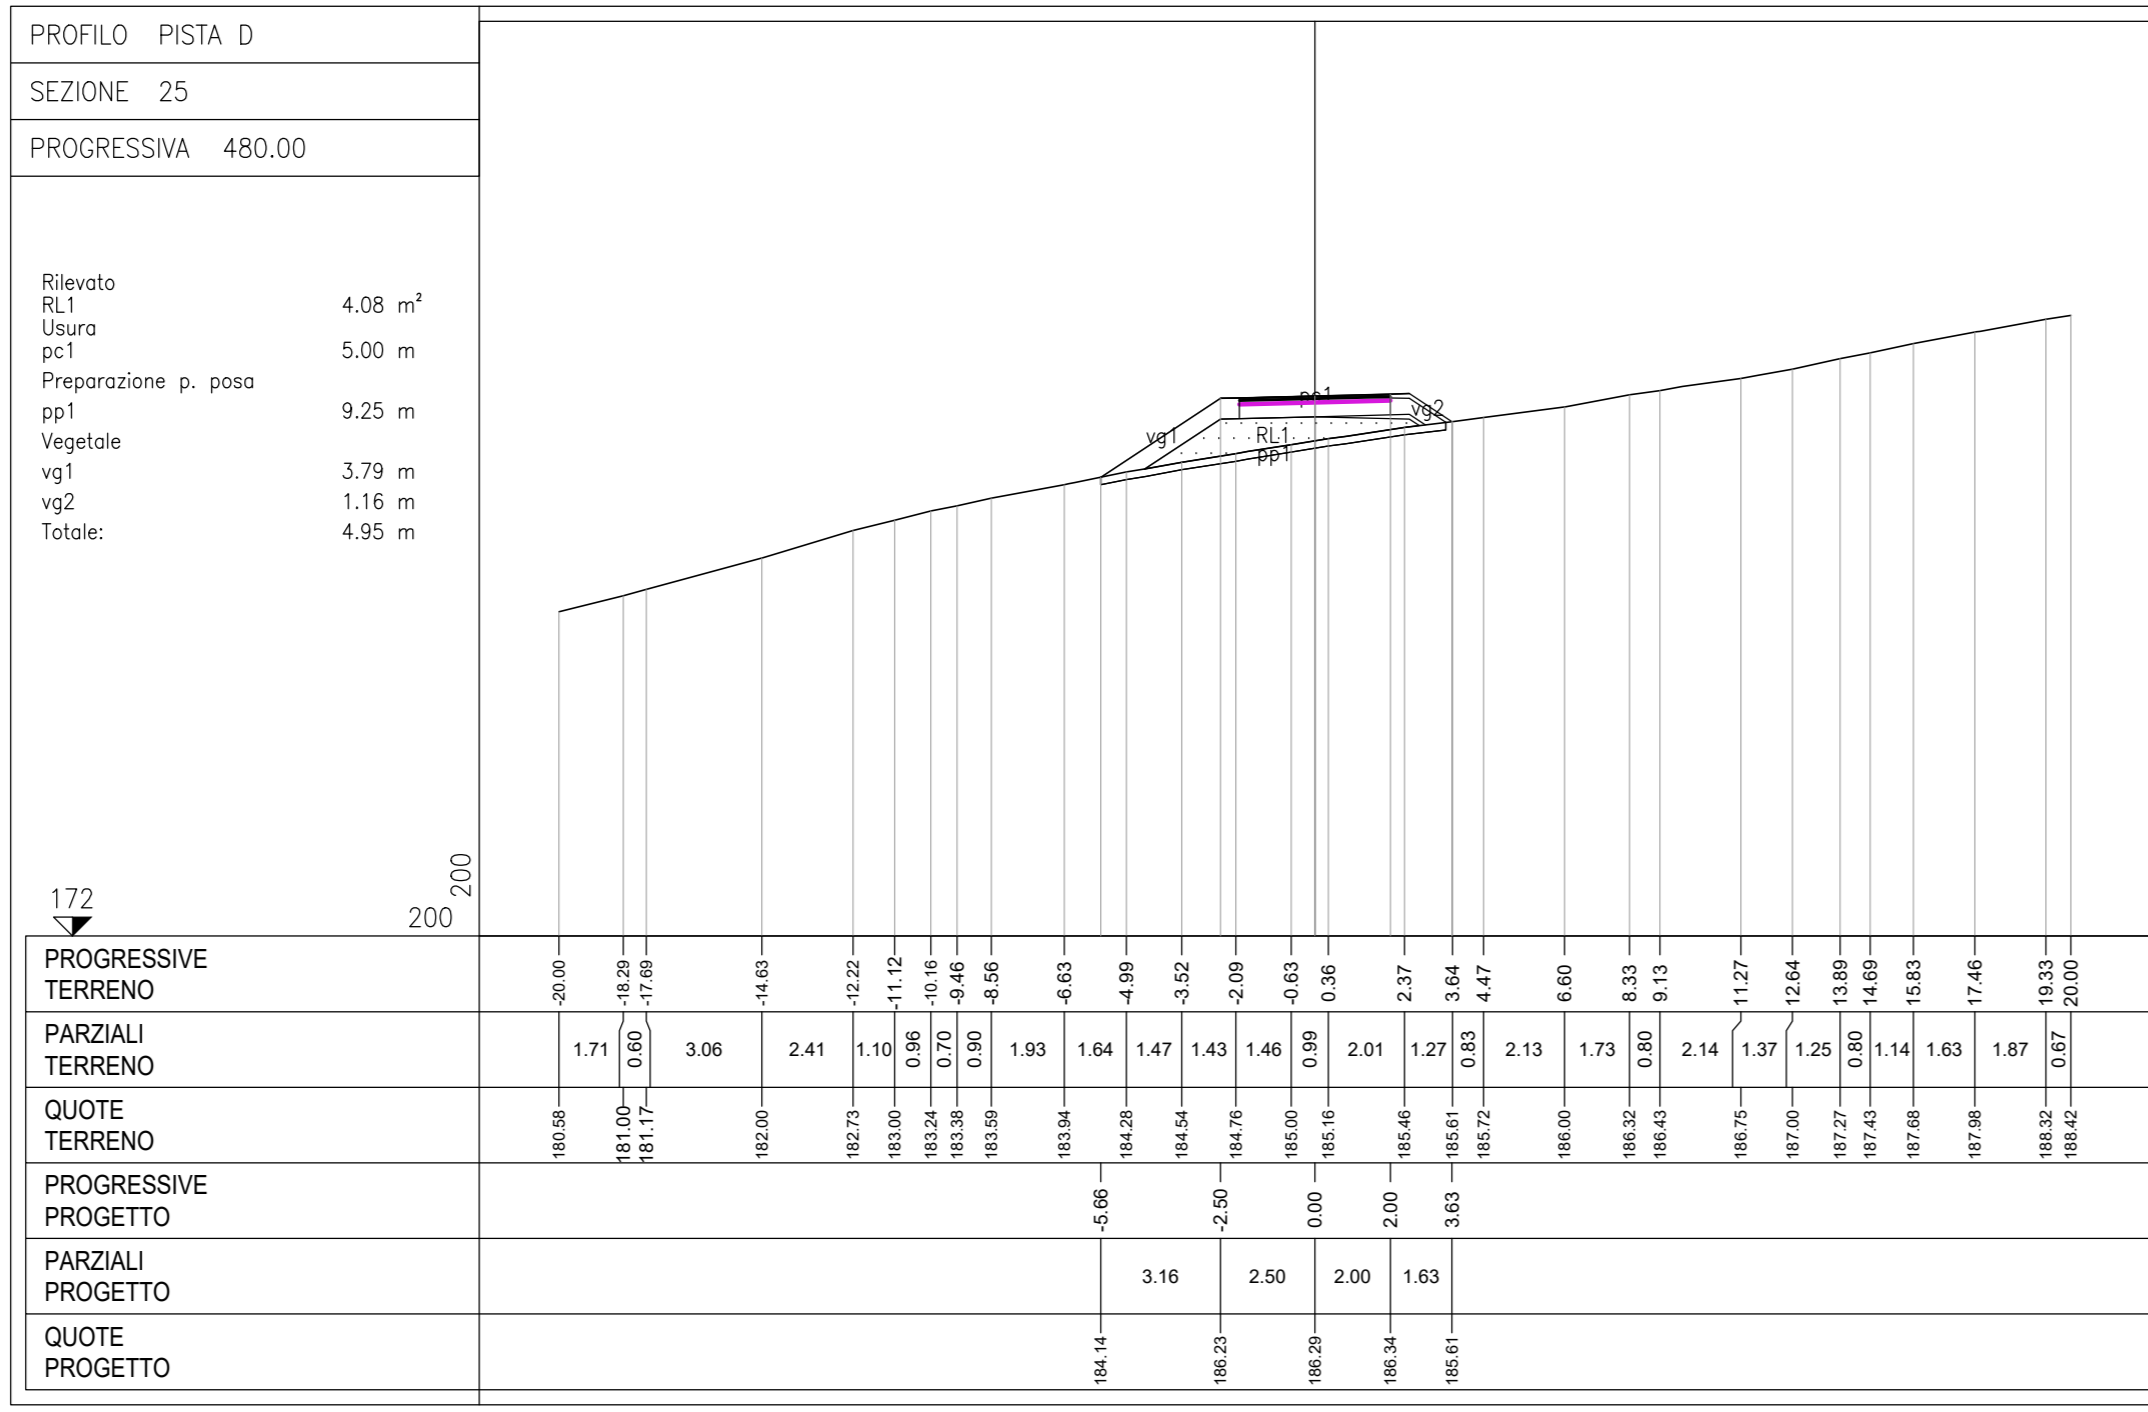 PROFILO PISTA D
SEZIONE 25
PROGRESSIVA 480.00
Rilevato
RL1 4.08 m²
Usura
pc1 5.00 m
Preparazione p. posa
pp1 9.25 m
Vegetale
vg1 3.79 m
vg2 1.16 m
Totale: 4.95 m
pc1
vg2
vg1
RL1
pp1
200
172
200
PROGRESSIVE
TERRENO
-20.00 -18.29 -17.69 -14.63 -12.22 -11.12 -10.16 -9.46 -8.56 -6.63 -4.99 -3.52 -2.09 -0.63 0.36 2.37 3.64 4.47 6.60 8.33 9.13 11.27 12.64 13.89 14.69 15.83 17.46 19.33 20.00
PARZIALI
TERRENO
1.71 0.60 3.06 2.41 1.10 0.96 0.70 0.90 1.93 1.64 1.47 1.43 1.46 0.99 2.01 1.27 0.83 2.13 1.73 0.80 2.14 1.37 1.25 0.80 1.14 1.63 1.87 0.67
QUOTE
TERRENO
180.58 181.00 181.17 182.00 182.73 183.00 183.24 183.38 183.59 183.94 184.28 184.54 184.76 185.00 185.16 185.46 185.61 185.72 186.00 186.32 186.43 186.75 187.00 187.27 187.43 187.68 187.98 188.32 188.42
PROGRESSIVE
PROGETTO
-5.66 -2.50 0.00 2.00 3.63
PARZIALI
PROGETTO
3.16 2.50 2.00 1.63
QUOTE
PROGETTO
184.14 186.23 186.29 186.34 185.61